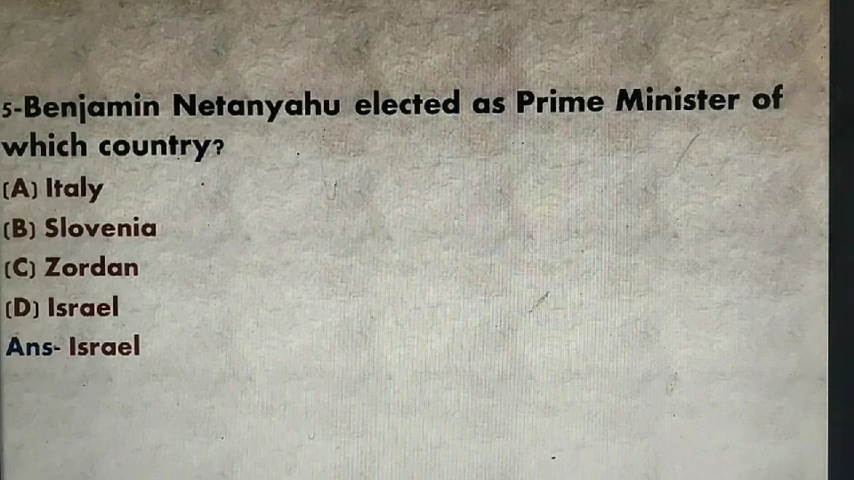 5-Benjamin Netanyahu elected as Prime Minister of
which country?
(A) Italy
(B) Slovenia
(C) Zordan
(D) Israel
Ans- Israel